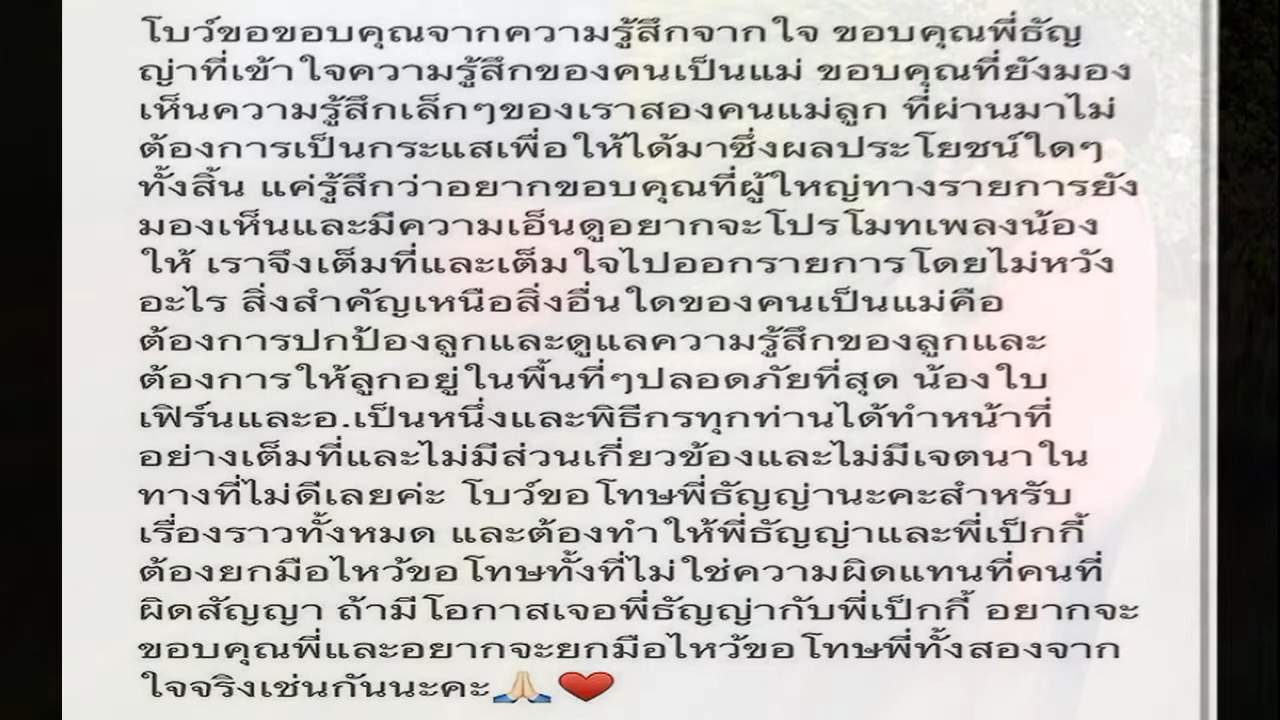 โบว์ขอขอบคุณจากความรู้สึกจากใจ ขอบคุณพี่ธัญ
ญ่าที่เข้าใจความรู้สึกของคนเป็นแม่ ขอบคุณที่ยังมอง
เห็นความรู้สึกเล็กๆของเราสองคนแม่ลูก ที่ผ่านมาไม่
ต้องการเป็นกระแสเพื่อให้ได้มาซึ่งผลประโยชน์ใดๆ
ทั้งสิ้น แค่รู้สึกว่าอยากขอบคุณที่ผู้ใหญ่ทางรายการยัง
มองเห็นและมีความเอ็นดูอยากจะโปรโมทเพลงน้อง
ให้ เราจึงเต็มที่และเต็มใจไปออกรายการโดยไม่หวัง
อะไร สิ่งสำคัญเหนือสิ่งอื่นใดของคนเป็นแม่คือ
ต้องการปกป้องลูกและดูแลความรู้สึกของลูกและ
ต้องการให้ลูกอยู่ในพื้นที่ๆปลอดภัยที่สุด น้องใบ
เฟิร์นและอ.เป็นหนึ่งและพิธีกรทุกท่านได้ทำหน้าที่
อย่างเต็มที่และไม่มีส่วนเกี่ยวข้องและไม่มีเจตนาใน
ทางที่ไม่ดีเลยค่ะ โบว์ขอโทษพี่ธัญญ่านะคะสำหรับ
เรื่องราวทั้งหมด และต้องทำให้พี่ธัญญ่าและพี่เป็กกี้
ต้องยกมือไหว้ขอโทษทั้งที่ไม่ใช่ความผิดแทนที่คนที่
ผิดสัญญา ถ้ามีโอกาสเจอพี่ธัญญ่ากับพี่เป็กกี้ อยากจะ
ขอบคุณพี่และอยากจะยกมือไหว้ขอโทษพี่ทั้งสองจาก
ใจจริงเช่นกันนะคะ🙏🏻❤️